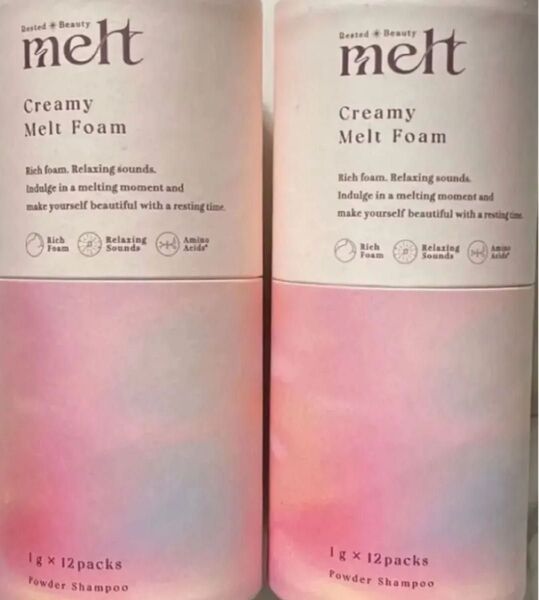 Rested * Beauty
melt
Creamy
Melt Foam
Rich foam. Relaxing sounds.
Indulge in a melting moment and
make yourself beautiful with a resting time.
Rich Foam
Relaxing Sounds
Amino Acids*
1g × 12packs
Powder Shampoo
Rested * Beauty
melt
Creamy
Melt Foam
Rich foam. Relaxing sounds.
Indulge in a melting moment and
make yourself beautiful with a resting time.
Rich Foam
Relaxing Sounds
Amino Acids*
1g × 12packs
Powder Shampoo